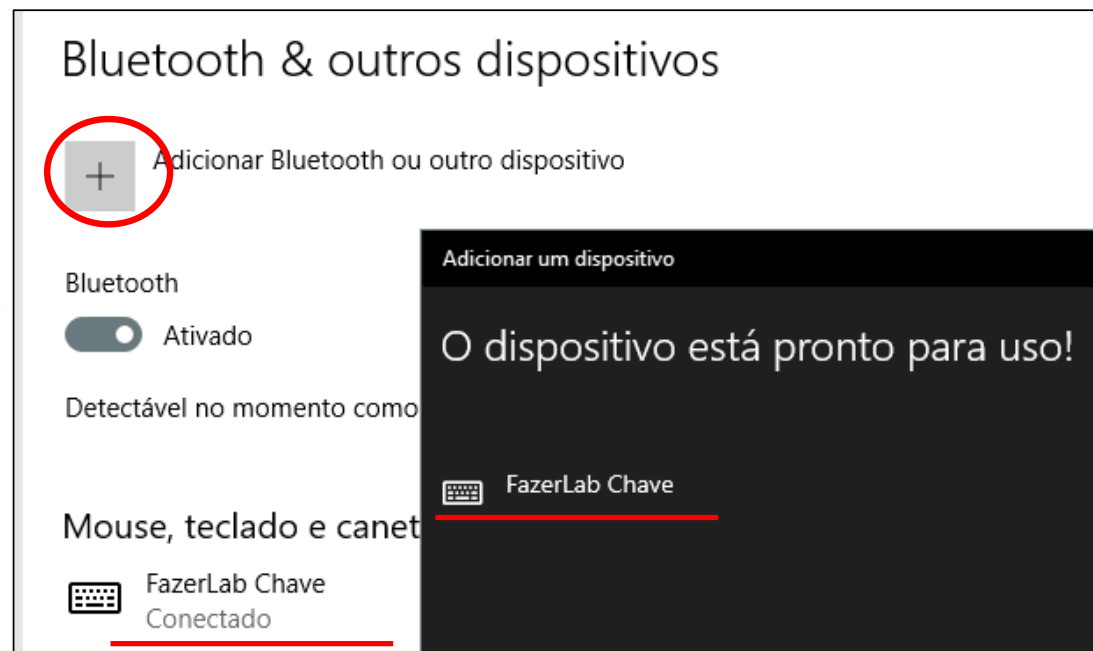 Bluetooth & outros dispositivos
Adicionar Bluetooth ou outro dispositivo
Bluetooth
Ativado
Detectável no momento como
Mouse, teclado e canet
FazerLab Chave
Conectado
Adicionar um dispositivo
O dispositivo está pronto para uso!
FazerLab Chave